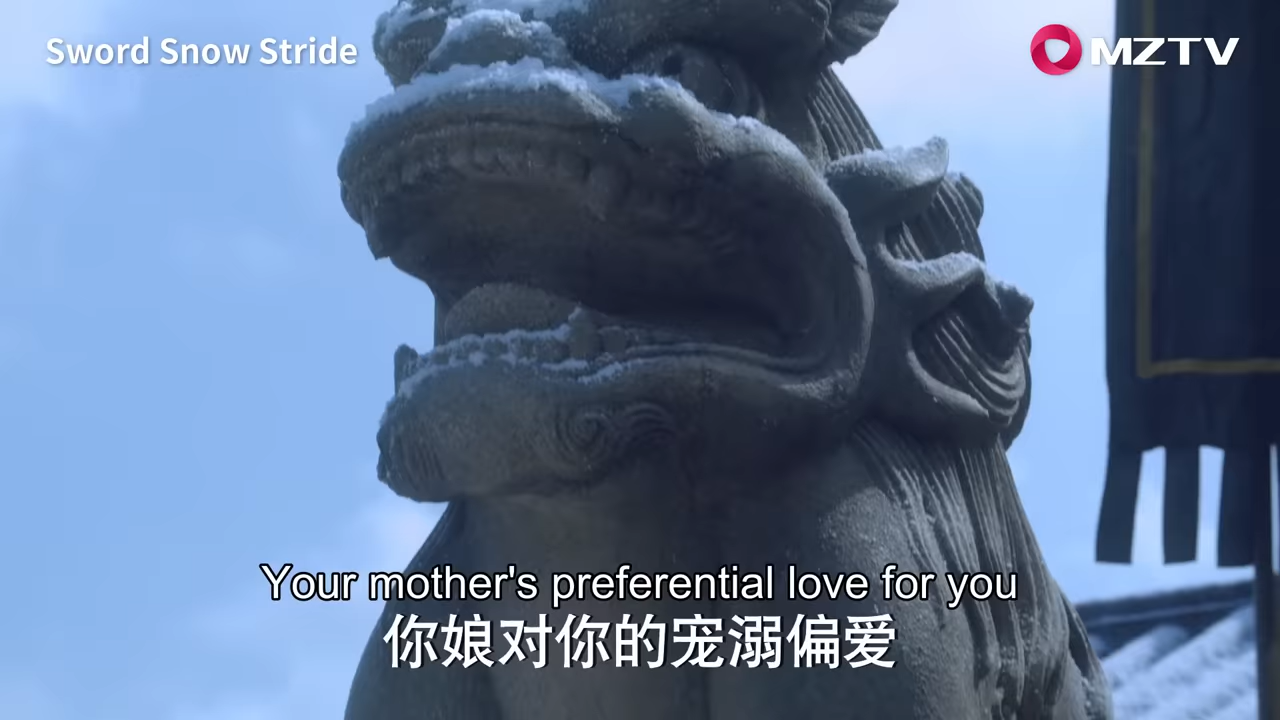 Sword Snow Stride
MZTV
Your mother's preferential love for you
你娘对你的宠溺偏爱